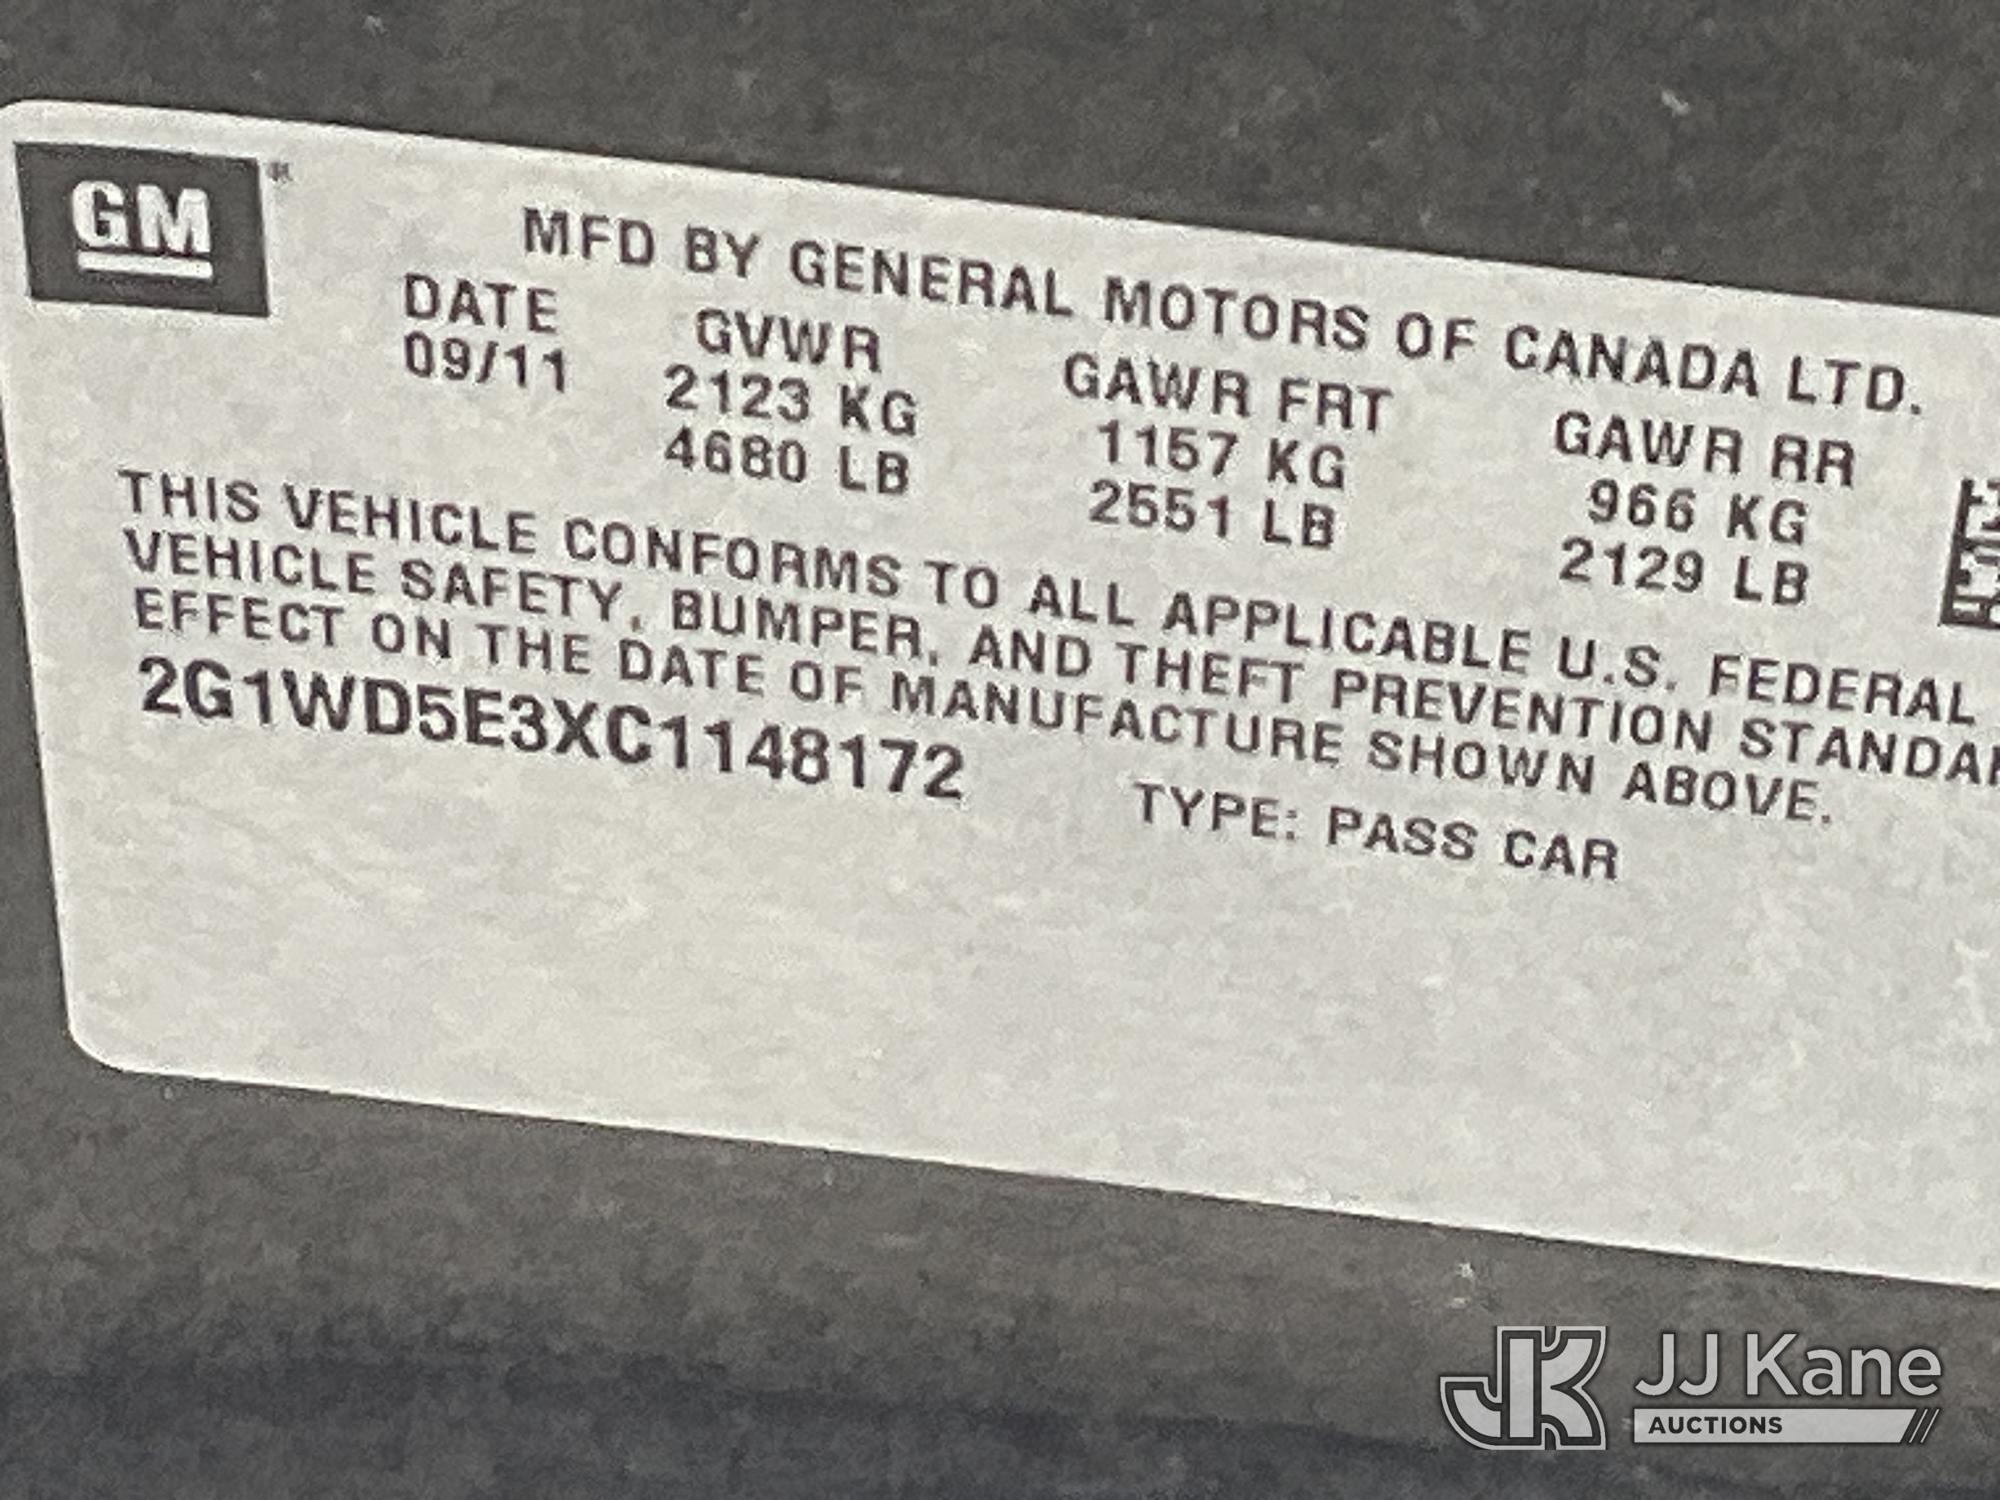 GM
MFD BY GENERAL MOTORS OF CANADA LTD.
DATE GVWR GAWR FRT GAWR RR
09/11 2123 KG 1157 KG 966 KG
4680 LB 2551 LB 2129 LB
THIS VEHICLE CONFORMS TO ALL APPLICABLE U.S. FEDERAL
VEHICLE SAFETY, BUMPER, AND THEFT PREVENTION
EFFECT ON THE DATE OF MANUFACTURE SHOWN ABOVE.
2G1WD5E3XC1148172 TYPE: PASS CAR
JK JJ Kane
AUCTIONS